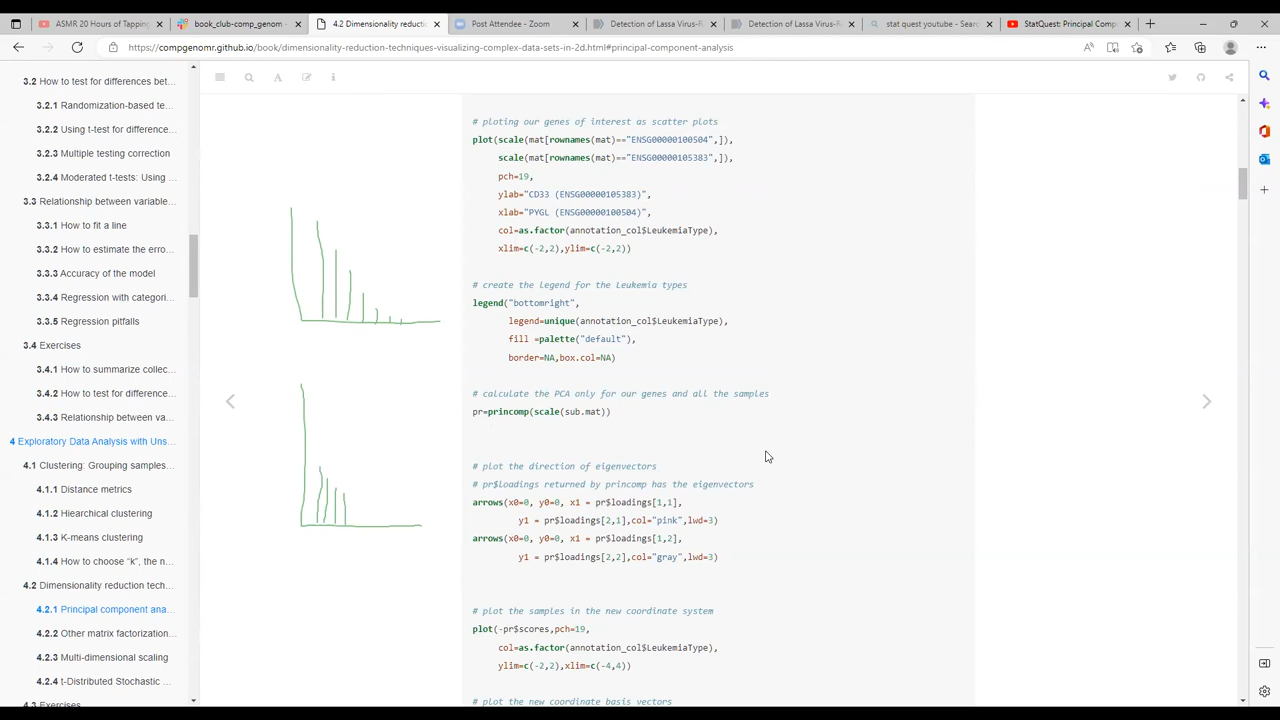 ASMR 20 Hours of Tapping
book_club-comp_genom
4.2 Dimensionality reducti
Post Attendee - Zoom
Detection of Lassa Virus-R
Detection of Lassa Virus-R
stat quest youtube - Searc
StatQuest: Principal Comp
https://compgenomr.github.io/book/dimensionality-reduction-techniques-visualizing-complex-data-sets-in-2d.html#principal-component-analysis
3.2 How to test for differences bet...
3.2.1 Randomization-based te...
3.2.2 Using t-test for difference...
3.2.3 Multiple testing correction
3.2.4 Moderated t-tests: Using ...
3.3 Relationship between variable...
3.3.1 How to fit a line
3.3.2 How to estimate the erro...
3.3.3 Accuracy of the model
3.3.4 Regression with categori...
3.3.5 Regression pitfalls
3.4 Exercises
3.4.1 How to summarize collec...
3.4.2 How to test for difference...
3.4.3 Relationship between va...
4 Exploratory Data Analysis with Uns...
4.1 Clustering: Grouping samples...
4.1.1 Distance metrics
4.1.2 Hiearchical clustering
4.1.3 K-means clustering
4.1.4 How to choose “k”, the n...
4.2 Dimensionality reduction tech...
4.2.1 Principal component ana...
4.2.2 Other matrix factorization...
4.2.3 Multi-dimensional scaling
4.2.4 t-Distributed Stochastic ...
4.3 Exercises
# ploting our genes of interest as scatter plots
plot(scale(mat[rownames(mat)=="ENSG00000100504",]),
scale(mat[rownames(mat)=="ENSG00000105383",]),
pch=19,
ylab="CD33 (ENSG00000105383)",
xlab="PYGL (ENSG00000100504)",
col=as.factor(annotation_col$LeukemiaType),
xlim=c(-2,2),ylim=c(-2,2))
# create the legend for the Leukemia types
legend("bottomright",
legend=unique(annotation_col$LeukemiaType),
fill =palette("default"),
border=NA,box.col=NA)
# calculate the PCA only for our genes and all the samples
pr=princomp(scale(sub.mat))
# plot the direction of eigenvectors
# pr$loadings returned by princomp has the eigenvectors
arrows(x0=0, y0=0, x1 = pr$loadings[1,1],
y1 = pr$loadings[2,1],col="pink",lwd=3)
arrows(x0=0, y0=0, x1 = pr$loadings[1,2],
y1 = pr$loadings[2,2],col="gray",lwd=3)
# plot the samples in the new coordinate system
plot(-pr$scores,pch=19,
col=as.factor(annotation_col$LeukemiaType),
ylim=c(-2,2),xlim=c(-4,4))
# plot the new coordinate basis vectors